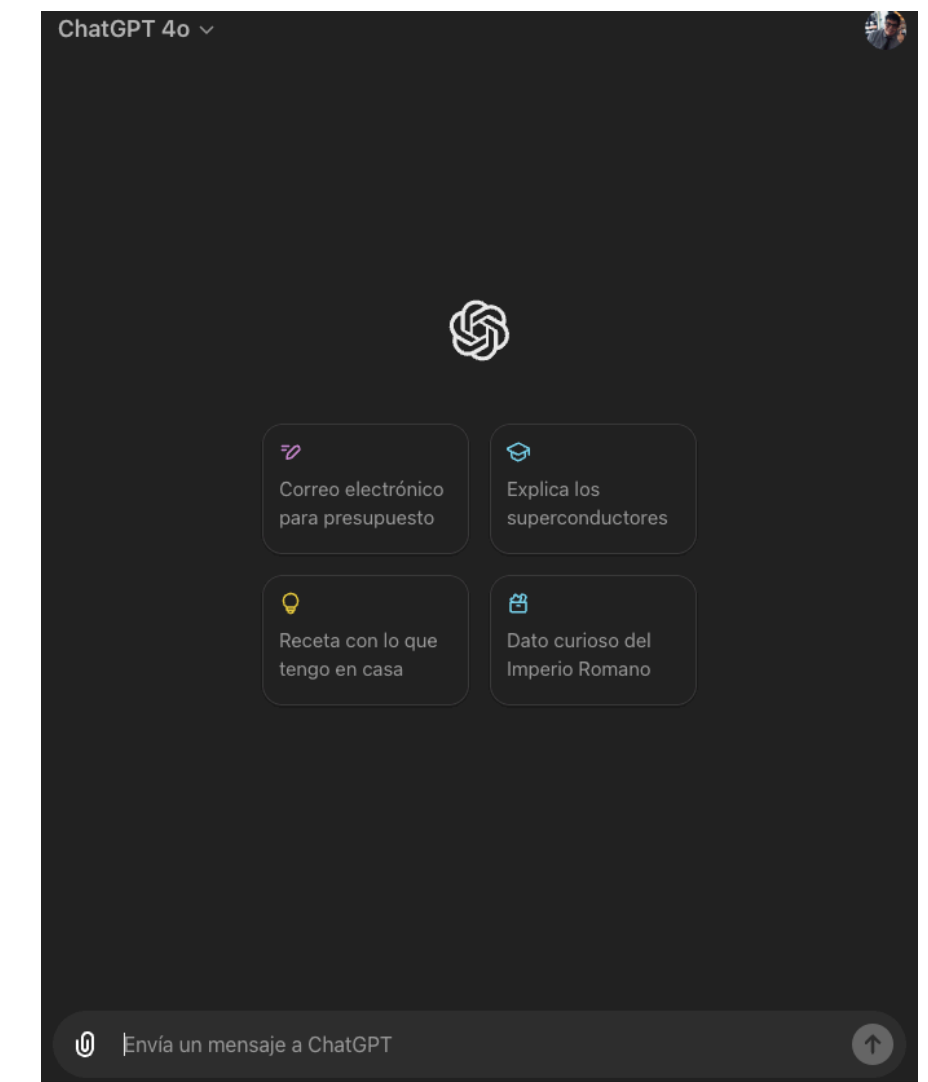 ChatGPT 4o
Correo electrónico
para presupuesto
Explica los
superconductores
Receta con lo que
tengo en casa
Dato curioso del
Imperio Romano
Envía un mensaje a ChatGPT